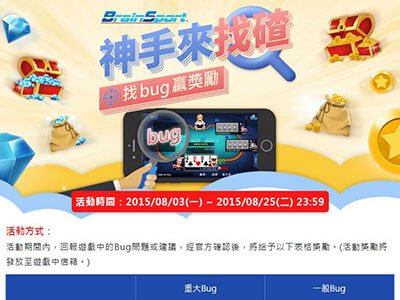 BrainSport
神手來找碴
找bug贏獎勵
bug
活動時間：2015/08/03(一) ~ 2015/08/25(二) 23:59
活動方式：
活動期間內，回報遊戲中的Bug問題或建議，經官方確認後，將給予以下表格獎勵。(活動獎勵將
發放至遊戲中信箱。)
重大Bug 一般Bug